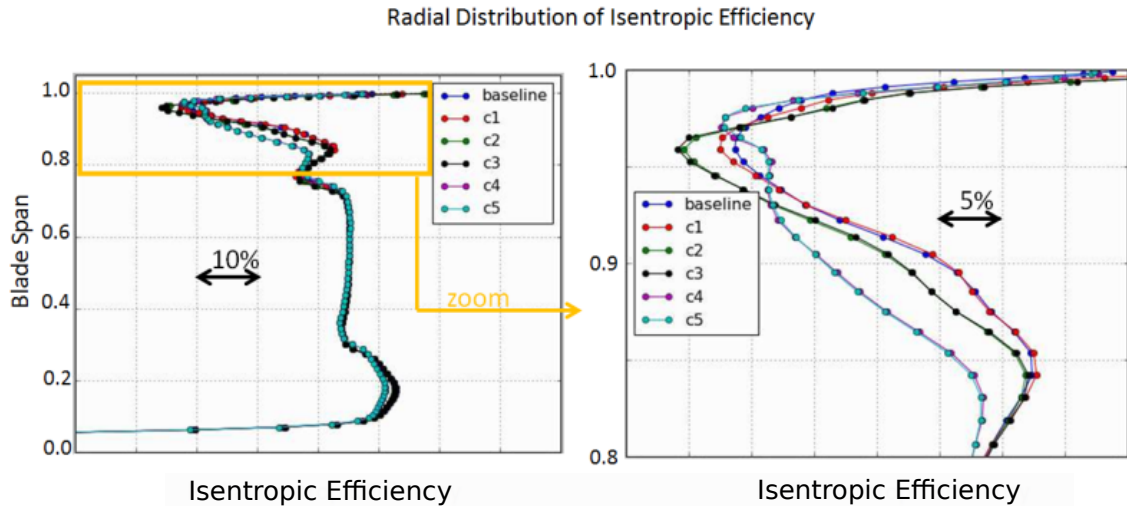 Radial Distribution of Isentropic Efficiency
1.0
0.8
0.6
0.4
0.2
0.0
Blade Span
baseline
c1
c2
c3
c4
c5
10%
zoom
Isentropic Efficiency
1.0
0.9
0.8
baseline
c1
c2
c3
c4
c5
5%
Isentropic Efficiency